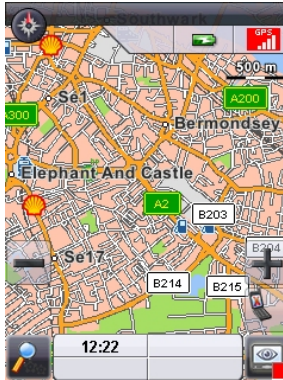 Southwark
GPS
500 m
Se1
A200
A300
Bermondsey
Elephant And Castle
A2
B203
B204
Se17
B214
B215
12:22